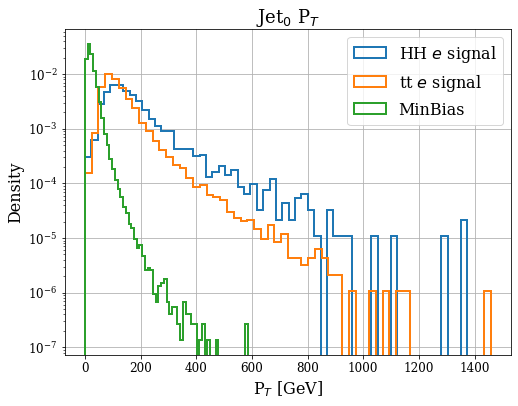 Jet₀ P_T
HH e signal
tt e signal
MinBias
Density
10⁻²
10⁻³
10⁻⁴
10⁻⁵
10⁻⁶
10⁻⁷
0 200 400 600 800 1000 1200 1400
P_T [GeV]